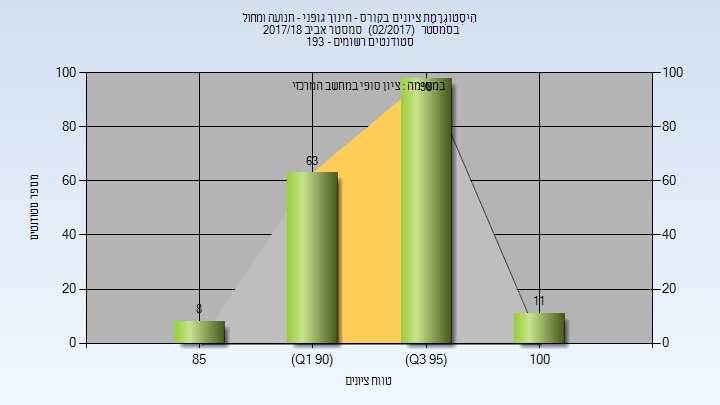 היסטוגרמת ציונים בקורס - חינוך גופני - תנועה ומחול
בסמסטר (02/2017) סמסטר אביב 2017/18
סטודנטים רשומים - 193
במשימה : ציון סופי במחשב המרכזי
100
80
60
40
20
0
מספר סטודנטים
8
63
98
11
100
80
60
40
20
0
85
(Q1 90)
(Q3 95)
100
טווח ציונים